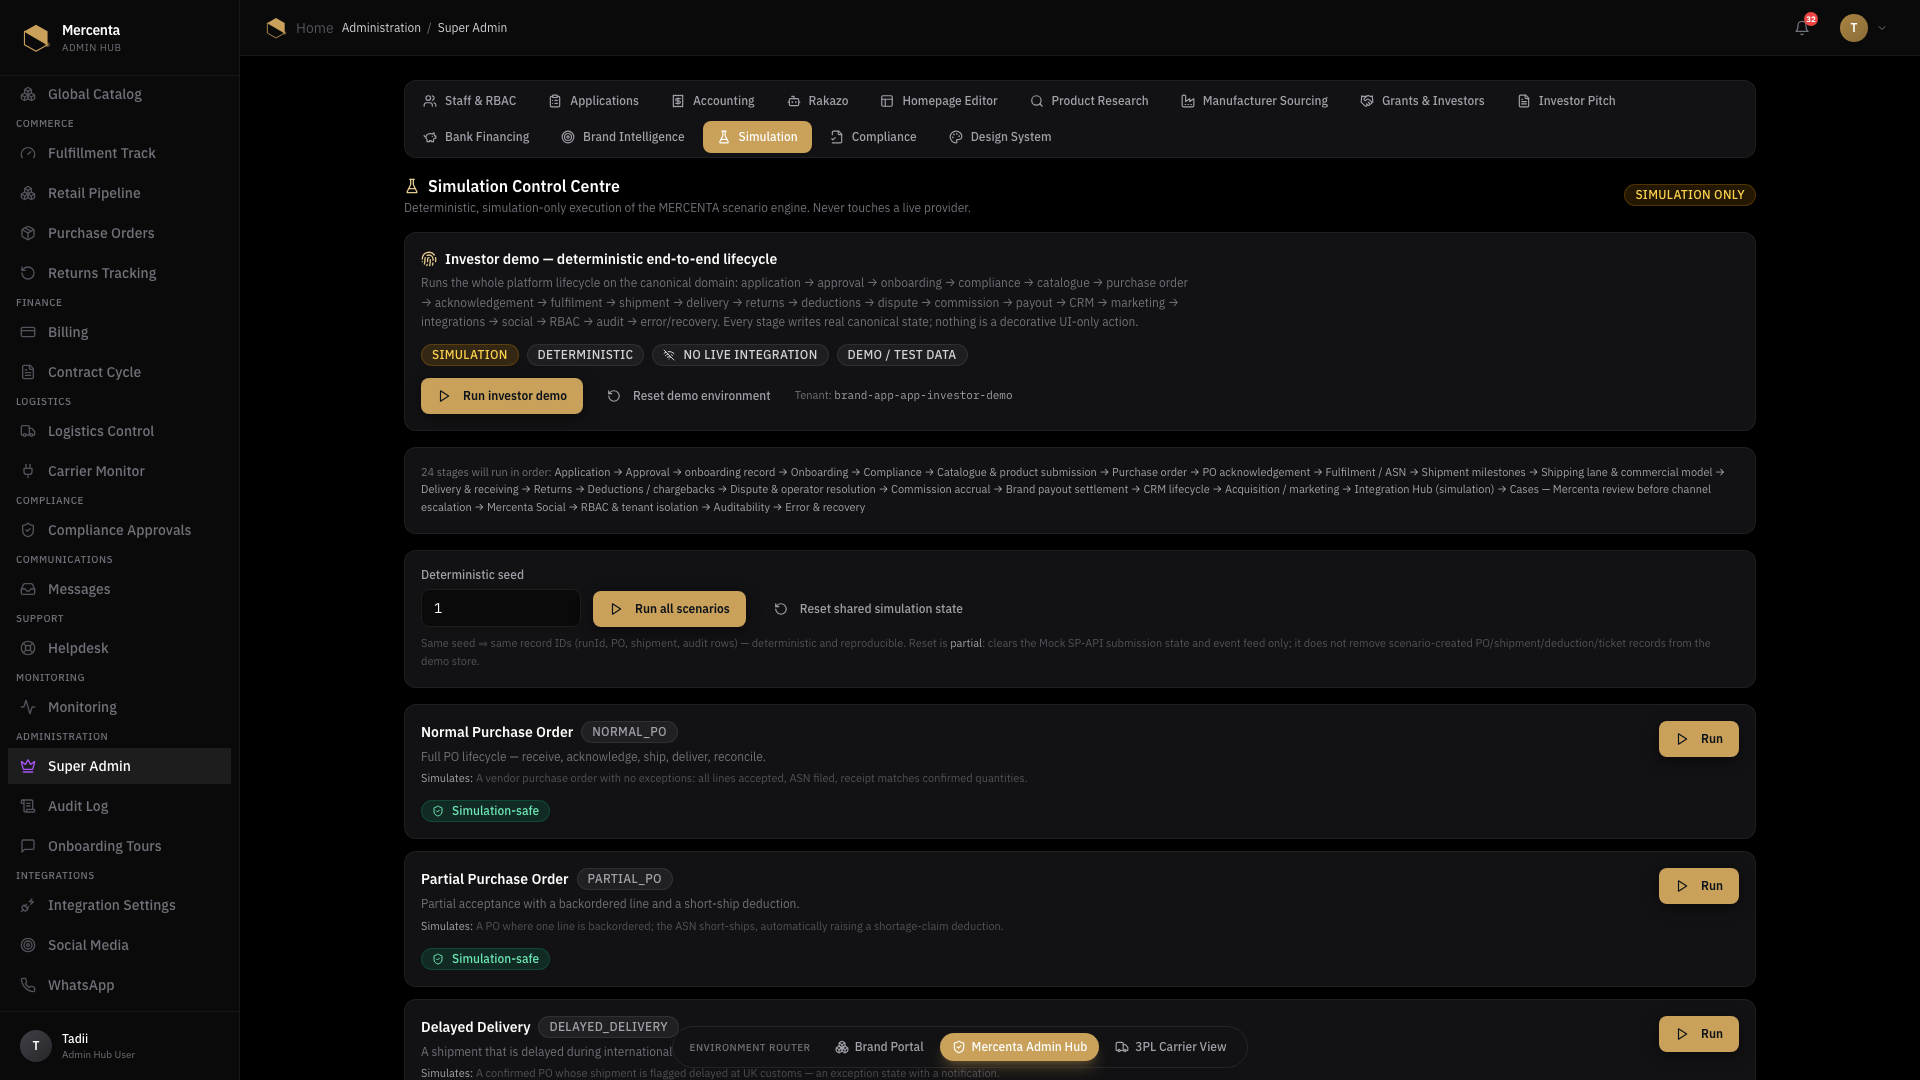 Mercenta
ADMIN HUB
Global Catalog
COMMERCE
Fulfillment Track
Retail Pipeline
Purchase Orders
Returns Tracking
FINANCE
Billing
Contract Cycle
LOGISTICS
Logistics Control
Carrier Monitor
COMPLIANCE
Compliance Approvals
COMMUNICATIONS
Messages
SUPPORT
Helpdesk
MONITORING
Monitoring
ADMINISTRATION
Super Admin
Audit Log
Onboarding Tours
INTEGRATIONS
Integration Settings
Social Media
WhatsApp
T
Tadii
Admin Hub User
Home Administration / Super Admin
32
T
Staff & RBAC Applications Accounting Rakazo Homepage Editor Product Research Manufacturer Sourcing Grants & Investors Investor Pitch
Bank Financing Brand Intelligence Simulation Compliance Design System
Simulation Control Centre
Deterministic, simulation-only execution of the MERCENTA scenario engine. Never touches a live provider.
SIMULATION ONLY
Investor demo — deterministic end-to-end lifecycle
Runs the whole platform lifecycle on the canonical domain: application → approval → onboarding → compliance → catalogue → purchase order
→ acknowledgement → fulfilment → shipment → delivery → returns → deductions → dispute → commission → payout → CRM → marketing →
integrations → social → RBAC → audit → error/recovery. Every stage writes real canonical state; nothing is a decorative UI-only action.
SIMULATION DETERMINISTIC NO LIVE INTEGRATION DEMO / TEST DATA
Run investor demo Reset demo environment Tenant: brand-app-app-investor-demo
24 stages will run in order: Application → Approval → onboarding record → Onboarding → Compliance → Catalogue & product submission → Purchase order → PO acknowledgement → Fulfilment / ASN → Shipment milestones → Shipping lane & commercial model →
Delivery & receiving → Returns → Deductions / chargebacks → Dispute & operator resolution → Commission accrual → Brand payout settlement → CRM lifecycle → Acquisition / marketing → Integration Hub (simulation) → Cases — Mercenta review before channel
escalation → Mercenta Social → RBAC & tenant isolation → Auditability → Error & recovery
Deterministic seed
1 Run all scenarios Reset shared simulation state
Same seed ⇒ same record IDs (runId, PO, shipment, audit rows) — deterministic and reproducible. Reset is partial: clears the Mock SP-API submission state and event feed only; it does not remove scenario-created PO/shipment/deduction/ticket records from the
demo store.
Normal Purchase Order NORMAL_PO
Full PO lifecycle — receive, acknowledge, ship, deliver, reconcile.
Simulates: A vendor purchase order with no exceptions: all lines accepted, ASN filed, receipt matches confirmed quantities.
Simulation-safe
Run
Partial Purchase Order PARTIAL_PO
Partial acceptance with a backordered line and a short-ship deduction.
Simulates: A PO where one line is backordered; the ASN short-ships, automatically raising a shortage-claim deduction.
Simulation-safe
Run
Delayed Delivery DELAYED_DELIVERY
A shipment that is delayed during international
Simulates: A confirmed PO whose shipment is flagged delayed at UK customs — an exception state with a notification.
Run
ENVIRONMENT ROUTER Brand Portal Mercenta Admin Hub 3PL Carrier View